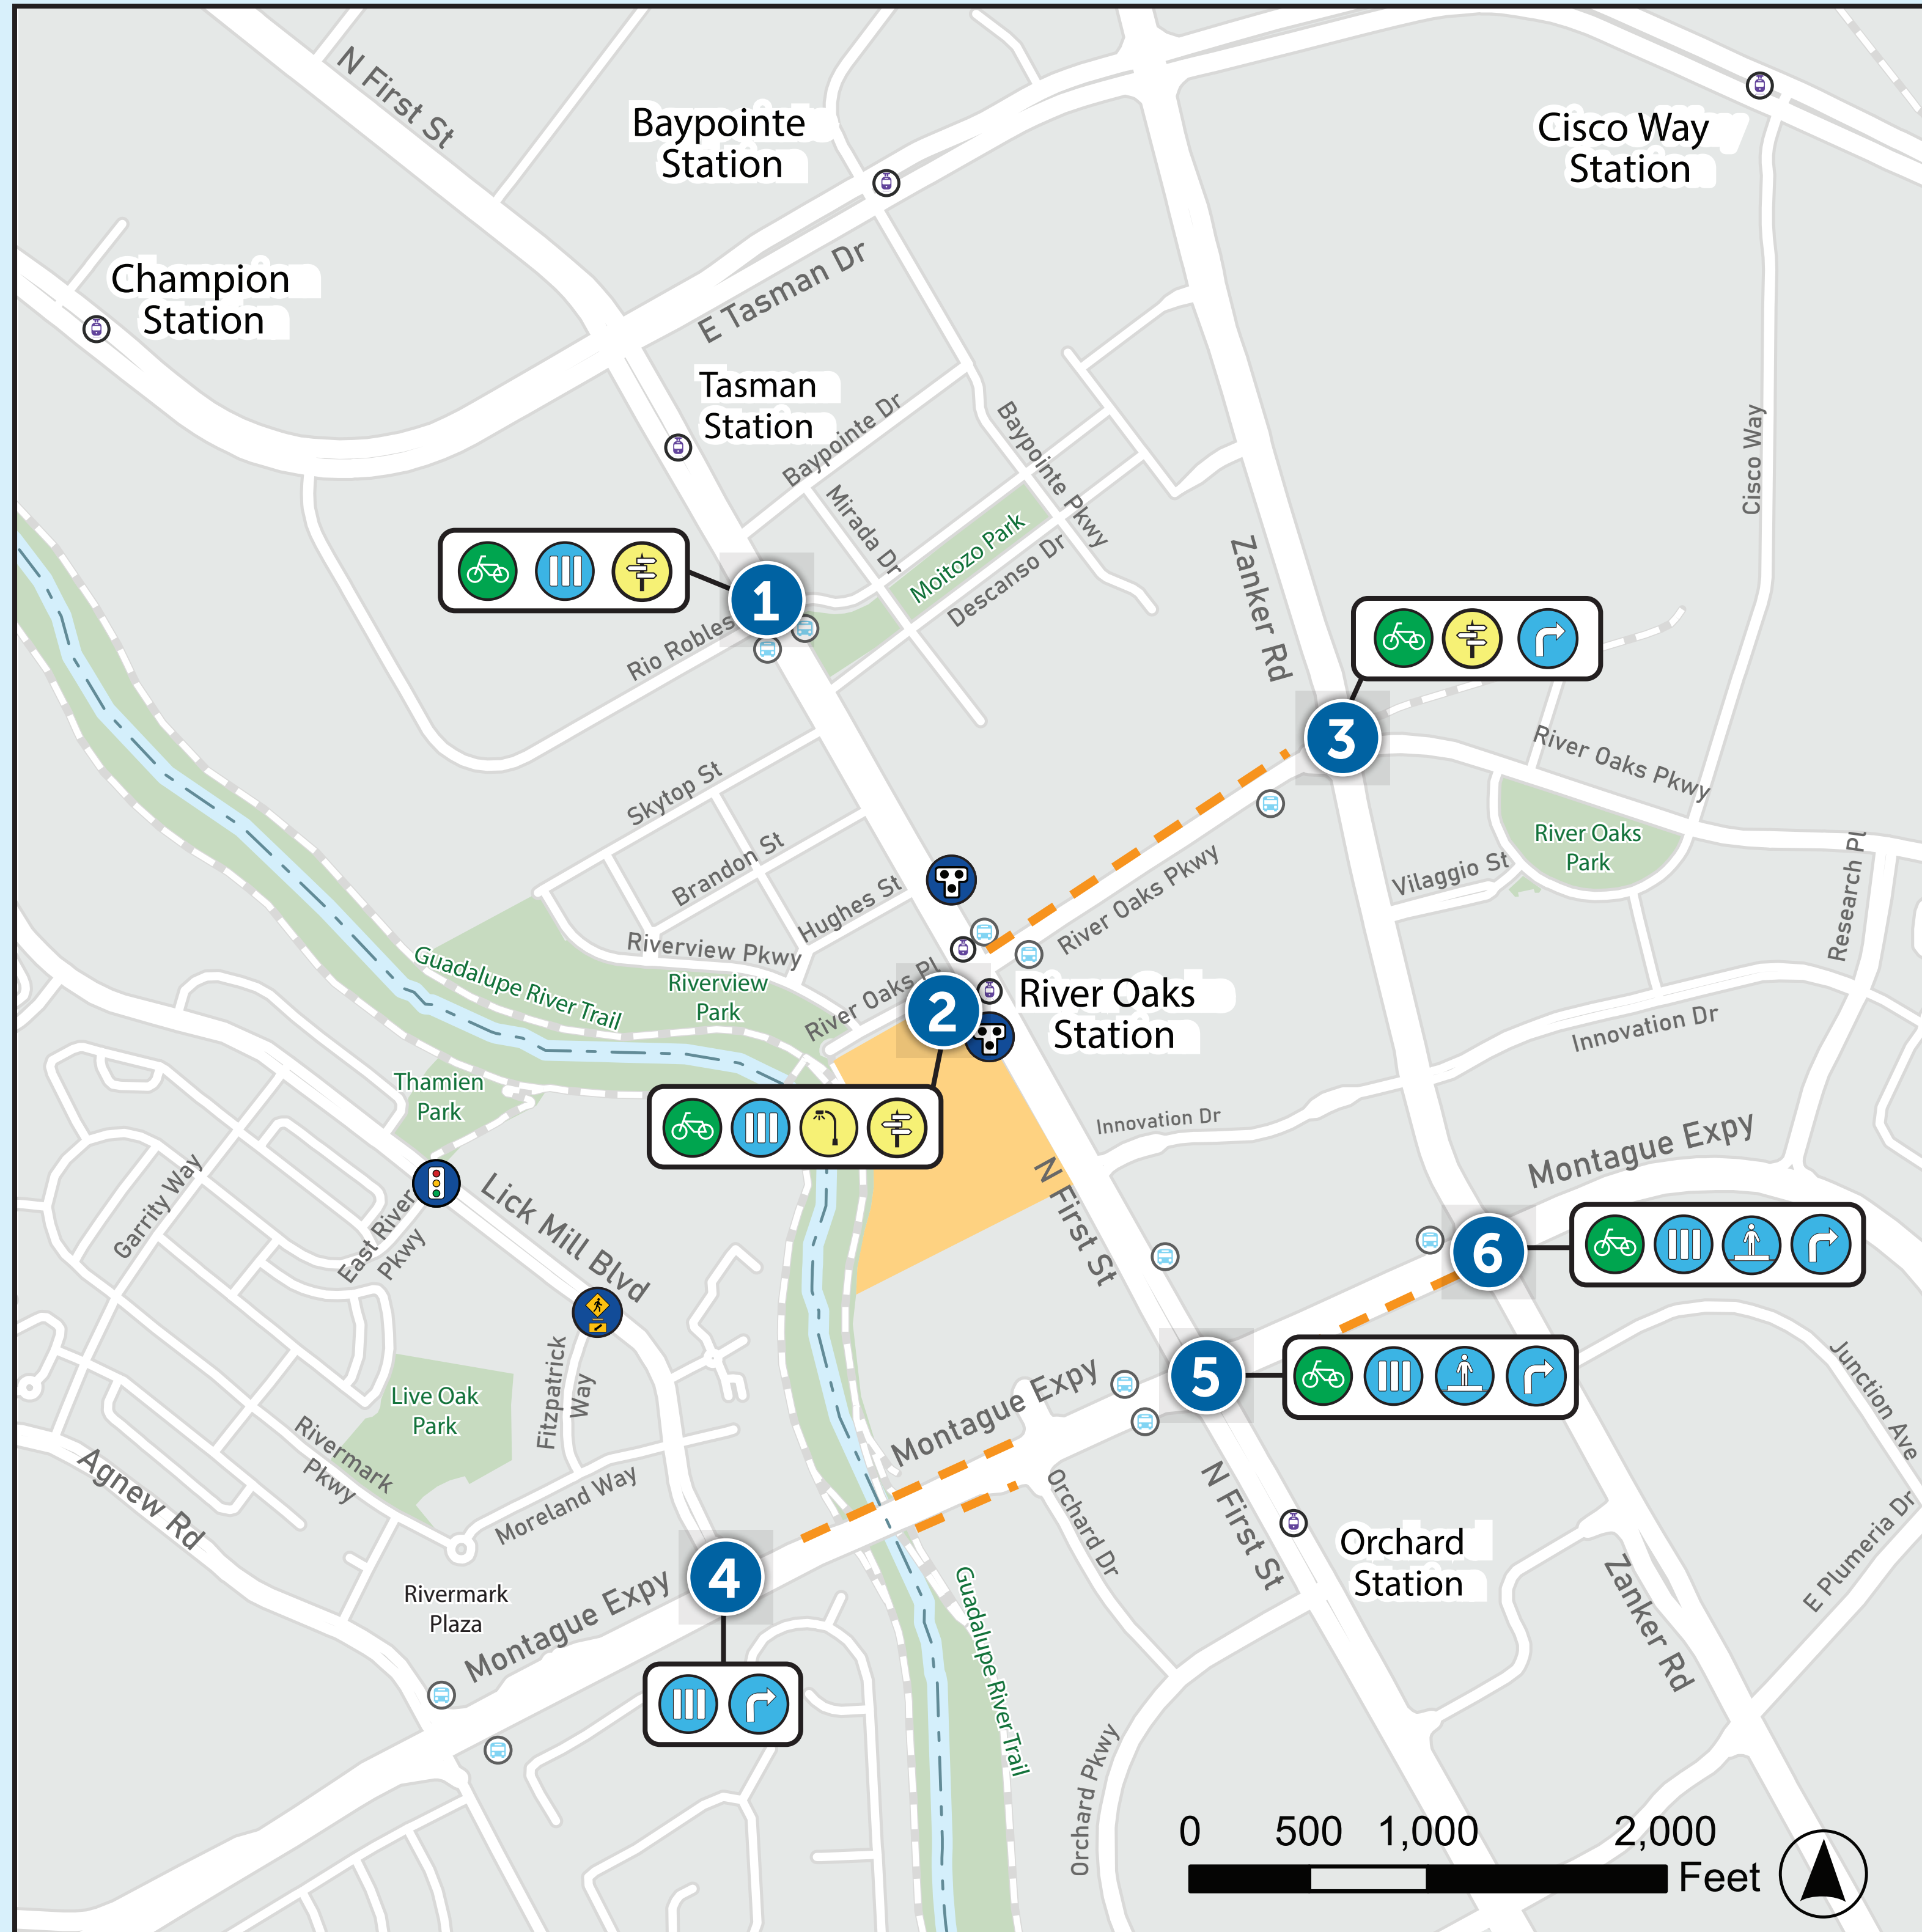 N First St
Baypointe
Station
Cisco Way
Station
Champion
Station
E Tasman Dr
Tasman
Station
Baypointe Dr
Baypointe Pkwy
Cisco Way
Mirada Dr
Moitozo Park
Descanso Dr
Zanker Rd
1
Rio Robles
3
River Oaks Pkwy
Skytop St
River Oaks
Park
Brandon St
Vilaggio St
River Oaks Pkwy
Research Pl
Hughes St
Riverview Pkwy
Guadalupe River Trail
Riverview
Park
River Oaks Pl
2
River Oaks
Station
Innovation Dr
Thamien
Park
Innovation Dr
Montague Expy
N First St
Garrity Way
East River
Pkwy
Lick Mill Blvd
6
Fitzpatrick
Way
Live Oak
Park
5
Montague Expy
Junction Ave
Rivermark
Pkwy
Agnew Rd
Moreland Way
Orchard Dr
N First St
Orchard
Station
E Plumeria Dr
4
Rivermark
Plaza
Montague Expy
Guadalupe River Trail
Zanker Rd
Orchard Pkwy
0 500 1,000 2,000
Feet